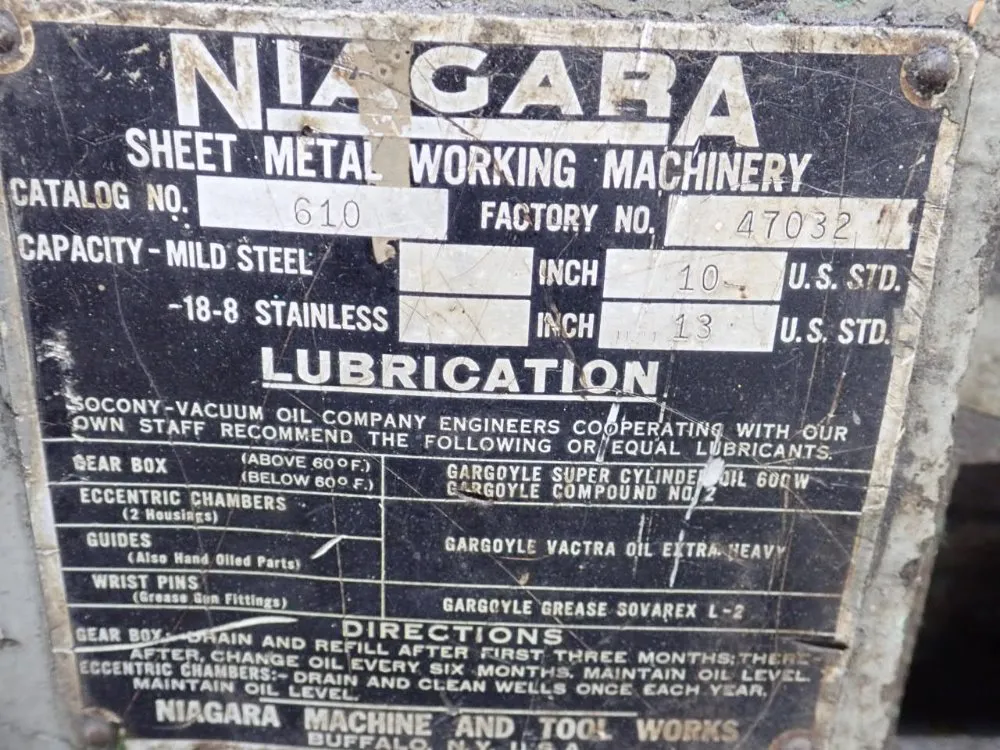 NIAGARA
SHEET METAL WORKING MACHINERY
CATALOG NO. 610 FACTORY NO. 47032
CAPACITY - MILD STEEL INCH 10 U.S. STD.
-18-8 STAINLESS INCH 13 U.S. STD.
LUBRICATION
SOCONY-VACUUM OIL COMPANY ENGINEERS COOPERATING WITH OUR
OWN STAFF RECOMMEND THE FOLLOWING OR EQUAL LUBRICANTS.
GEAR BOX (ABOVE 60° F.) GARGOYLE SUPER CYLINDER OIL 600W
(BELOW 60° F.) GARGOYLE COMPOUND NO. 2
ECCENTRIC CHAMBERS
(2 Housings)
GUIDES
(Also Hand Oiled Parts)
GARGOYLE VACTRA OIL EXTRA HEAVY
WRIST PINS
(Grease Gun Fittings)
GARGOYLE GREASE SOVAREX L-2
DIRECTIONS
GEAR BOX:- DRAIN AND REFILL AFTER FIRST THREE MONTHS; THERE-
AFTER, CHANGE OIL EVERY SIX MONTHS. MAINTAIN OIL LEVEL.
ECCENTRIC CHAMBERS:- DRAIN AND CLEAN WELLS ONCE EACH YEAR.
MAINTAIN OIL LEVEL.
NIAGARA MACHINE AND TOOL WORKS
BUFFALO, N.Y. U.S.A.